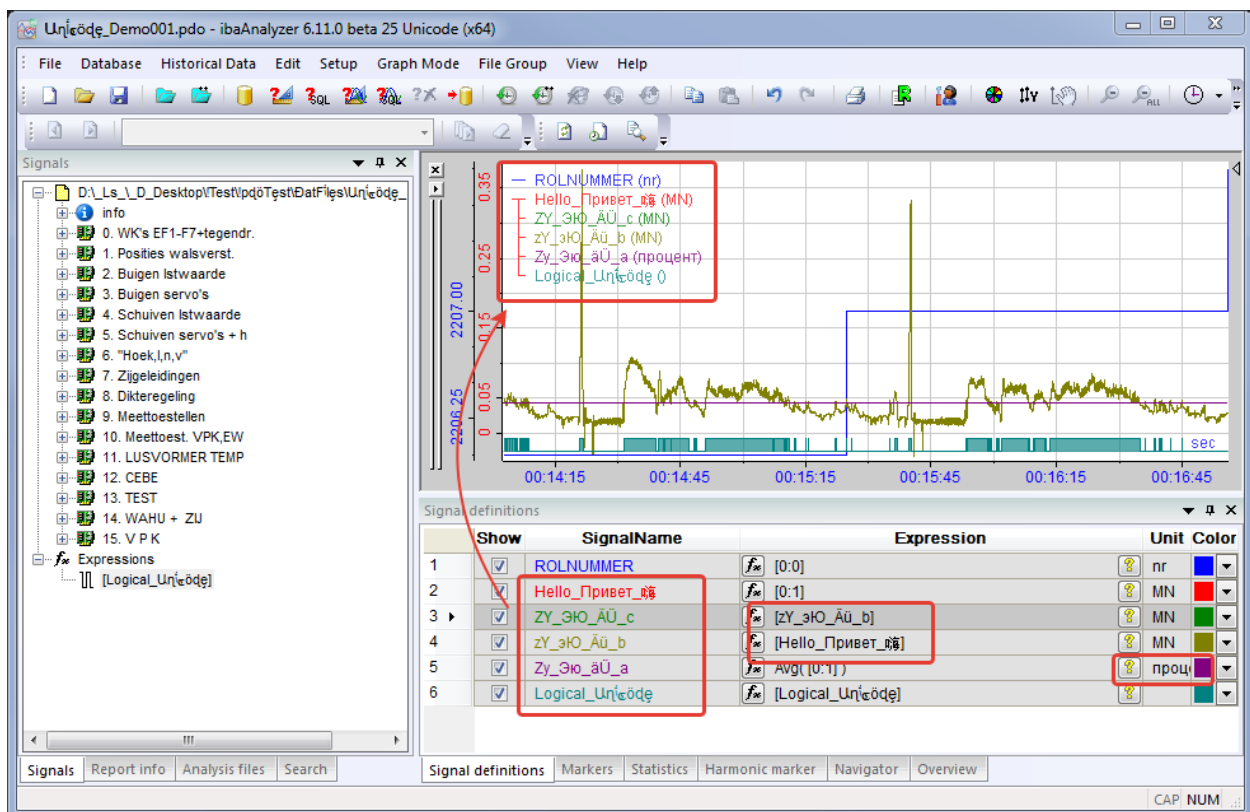 Աηί௩öđę_Demo001.pdo - ibaAnalyzer 6.11.0 beta 25 Unicode (x64)
File Database Historical Data Edit Setup Graph Mode File Group View Help
Signals
info
0. WK's EF1-F7+tegendr.
1. Posities walsverst.
2. Buigen Istwaarde
3. Buigen servo's
4. Schuiven Istwaarde
5. Schuiven servo's + h
6. "Hoek,l,n,v"
7. Zijgeleidingen
8. Dikteregeling
9. Meettoestellen
10. Meettoest. VPK,EW
11. LUSVORMER TEMP
12. CEBE
13. TEST
14. WAHU + ZIJ
15. V P K
Expressions
Signals Report info Analysis files Search
ROLNUMMER (nr)
Hello_Привет_嗨 (MN)
ZY_ЭЮ_ÄÜ_c (MN)
zY_эЮ_Äü_b (MN)
Zy_Эю_äÜ_a (процент)
0.35
0.25
0.15
0.05
0
2207.00
2206.25
sec
00:14:15 00:14:45 00:15:15 00:15:45 00:16:15 00:16:45
Signal definitions
Show SignalName Expression Unit Color
1 ROLNUMMER fx [0:0] nr
2 Hello_Привет_嗨 fx [0:1] MN
3 ZY_ЭЮ_ÄÜ_c fx [zY_эЮ_Äü_b] MN
4 zY_эЮ_Äü_b fx [Hello_Привет_嗨] MN
5 Zy_Эю_äÜ_a fx Avg( [0:1] ) проце
6
Signal definitions Markers Statistics Harmonic marker Navigator Overview
CAP NUM